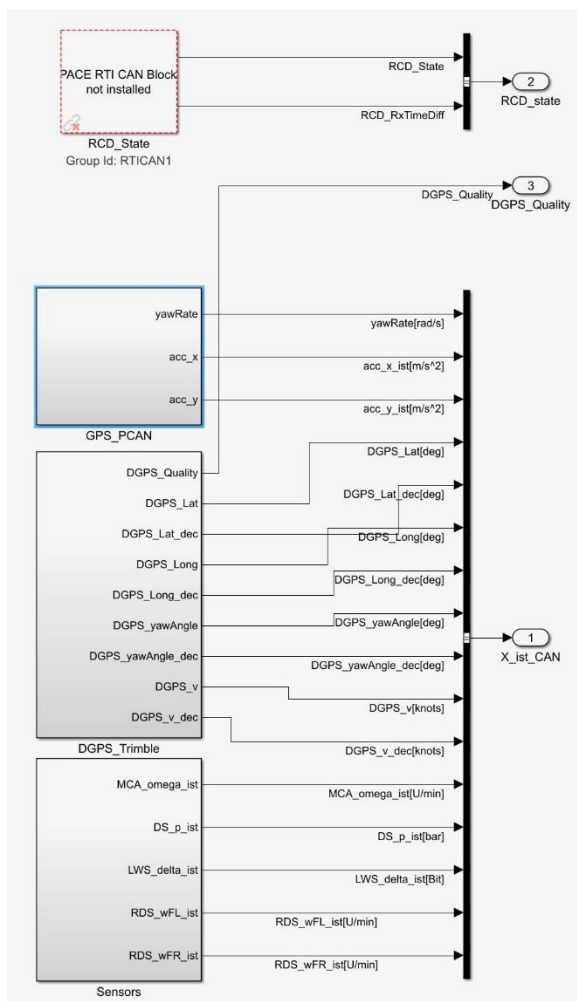 PACE RTI CAN Block
not installed
RCD_State
Group Id: RTICAN1
RCD_State
RCD_RxTimeDiff
2
RCD_state
DGPS_Quality
3
DGPS_Quality
yawRate
acc_x
acc_y
GPS_PCAN
yawRate[rad/s]
acc_x_ist[m/s^2]
acc_y_ist[m/s^2]
DGPS_Quality
DGPS_Lat
DGPS_Lat_dec
DGPS_Long
DGPS_Long_dec
DGPS_yawAngle
DGPS_yawAngle_dec
DGPS_v
DGPS_v_dec
DGPS_Trimble
DGPS_Lat[deg]
DGPS_Lat_dec[deg]
DGPS_Long[deg]
DGPS_Long_dec[deg]
DGPS_yawAngle[deg]
DGPS_yawAngle_dec[deg]
DGPS_v[knots]
DGPS_v_dec[knots]
1
X_ist_CAN
MCA_omega_ist
DS_p_ist
LWS_delta_ist
RDS_wFL_ist
RDS_wFR_ist
Sensors
MCA_omega_ist[U/min]
DS_p_ist[bar]
LWS_delta_ist[Bit]
RDS_wFL_ist[U/min]
RDS_wFR_ist[U/min]